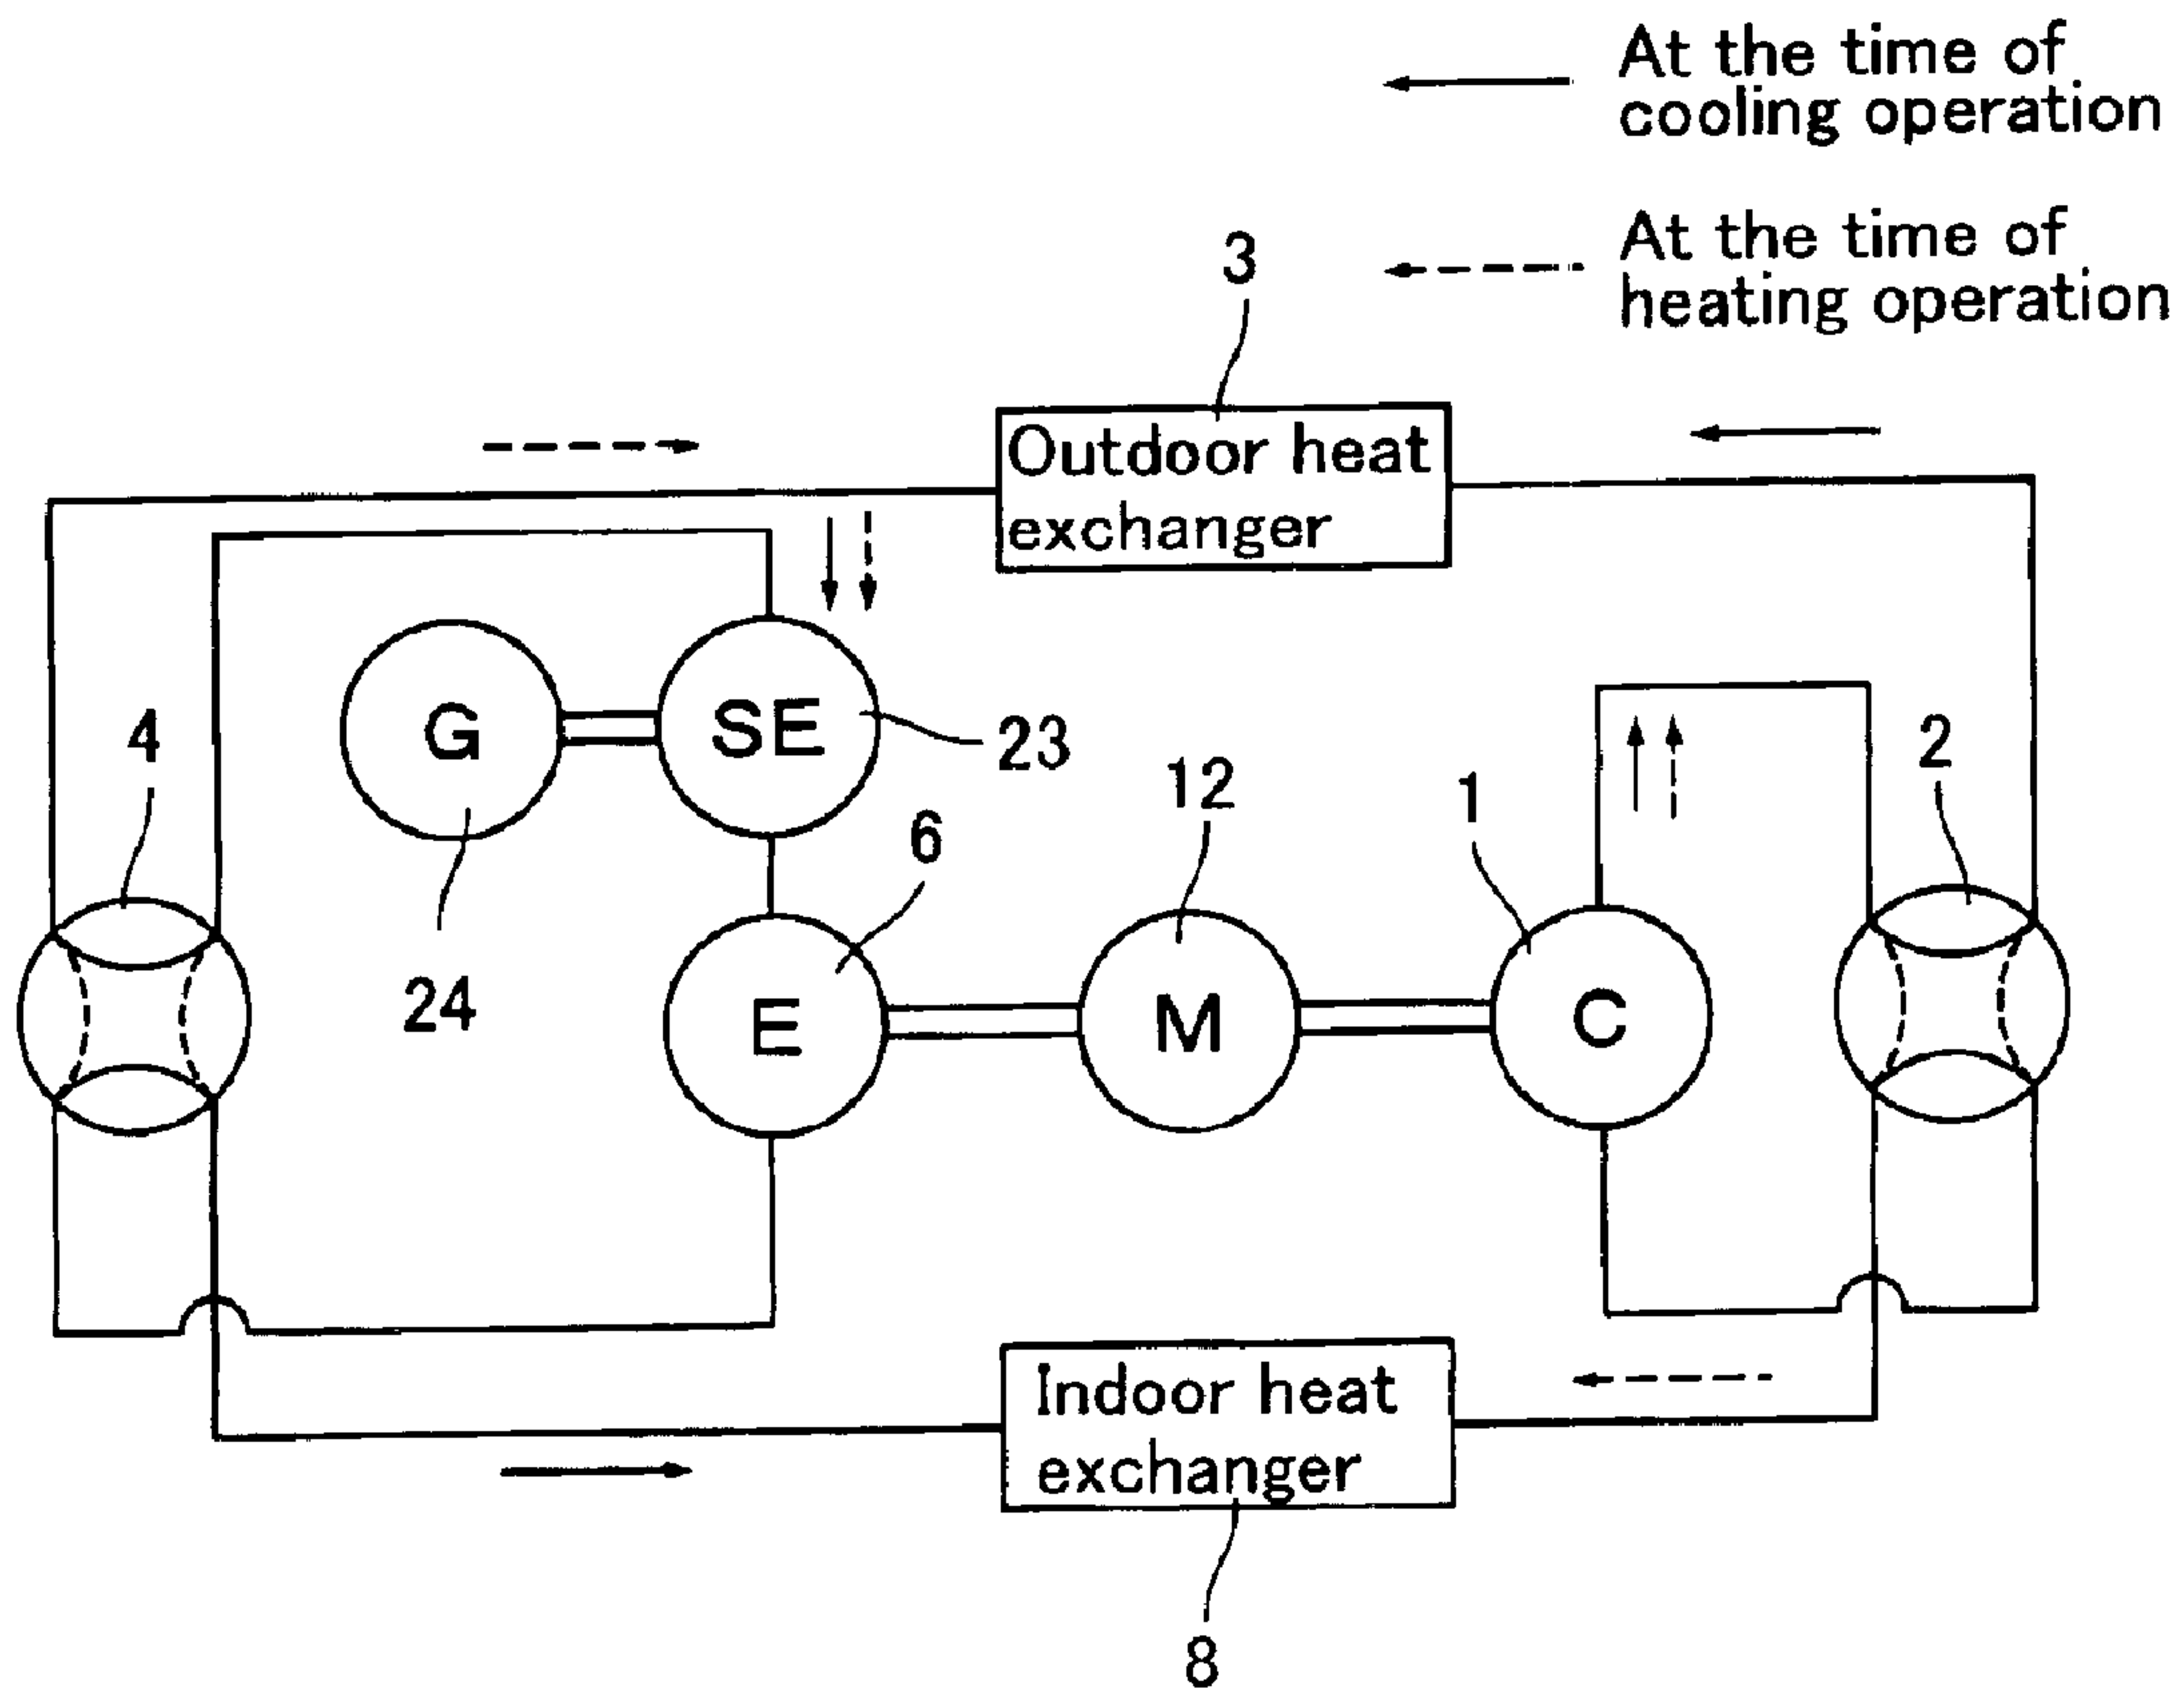 At the time of
cooling operation
At the time of
heating operation
3
Outdoor heat
exchanger
G
SE
23
4
2
12
1
6
24
E
M
C
Indoor heat
exchanger
8